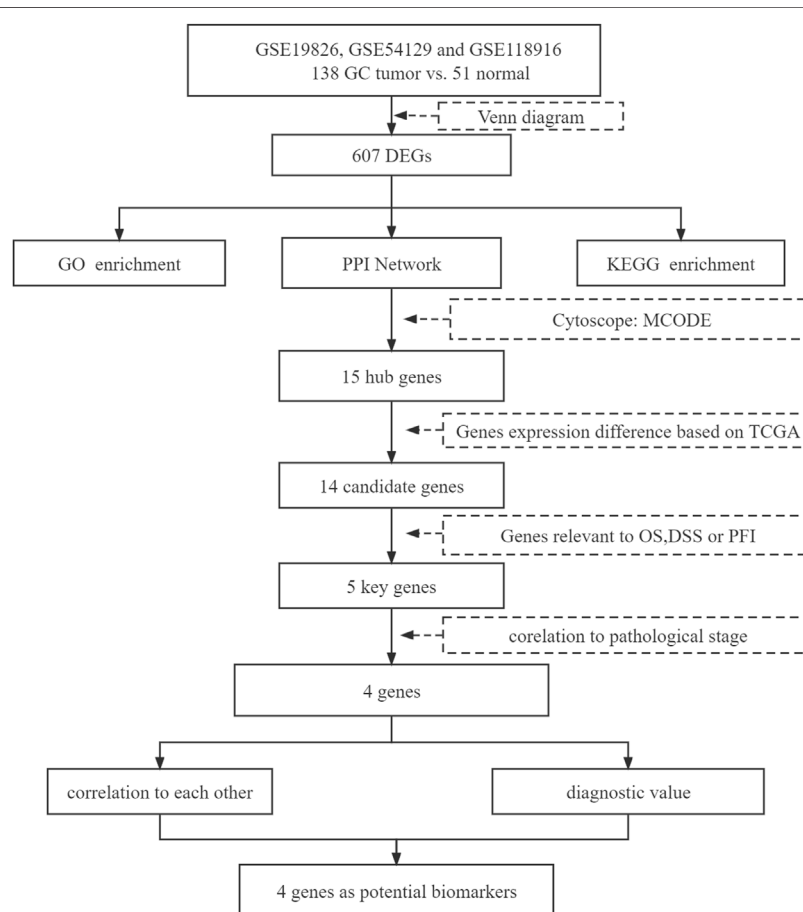 GSE19826, GSE54129 and GSE118916
138 GC tumor vs. 51 normal
Venn diagram
607 DEGs
GO enrichment
PPI Network
KEGG enrichment
Cytoscope: MCODE
15 hub genes
Genes expression difference based on TCGA
14 candidate genes
Genes relevant to OS,DSS or PFI
5 key genes
corelation to pathological stage
4 genes
correlation to each other
diagnostic value
4 genes as potential biomarkers